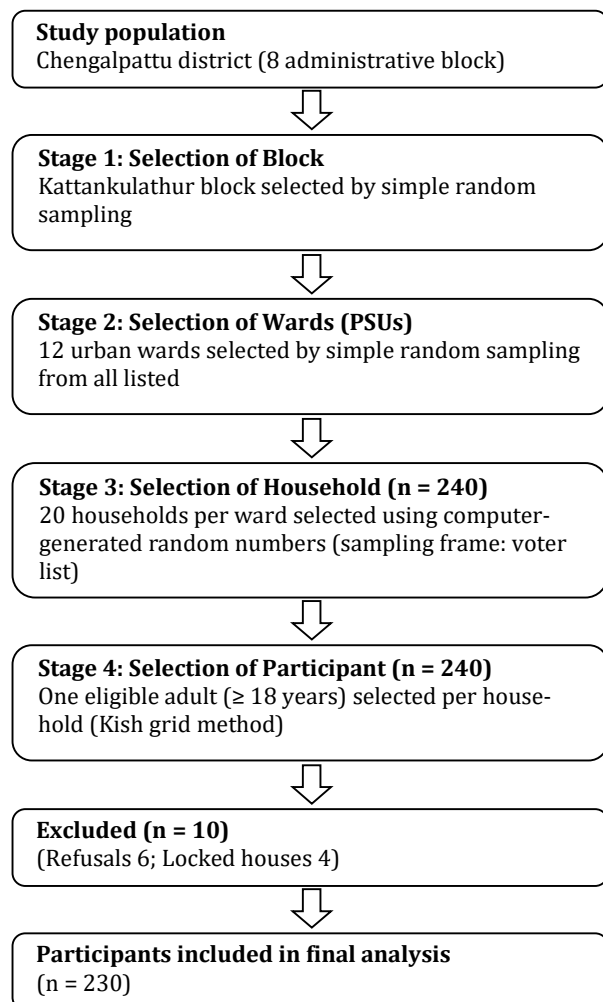 Study population
Chengalpattu district (8 administrative block)
Stage 1: Selection of Block
Kattankulathur block selected by simple random
sampling
Stage 2: Selection of Wards (PSUs)
12 urban wards selected by simple random sampling
from all listed
Stage 3: Selection of Household (n = 240)
20 households per ward selected using computer-
generated random numbers (sampling frame: voter
list)
Stage 4: Selection of Participant (n = 240)
One eligible adult (≥ 18 years) selected per house-
hold (Kish grid method)
Excluded (n = 10)
(Refusals 6; Locked houses 4)
Participants included in final analysis
(n = 230)